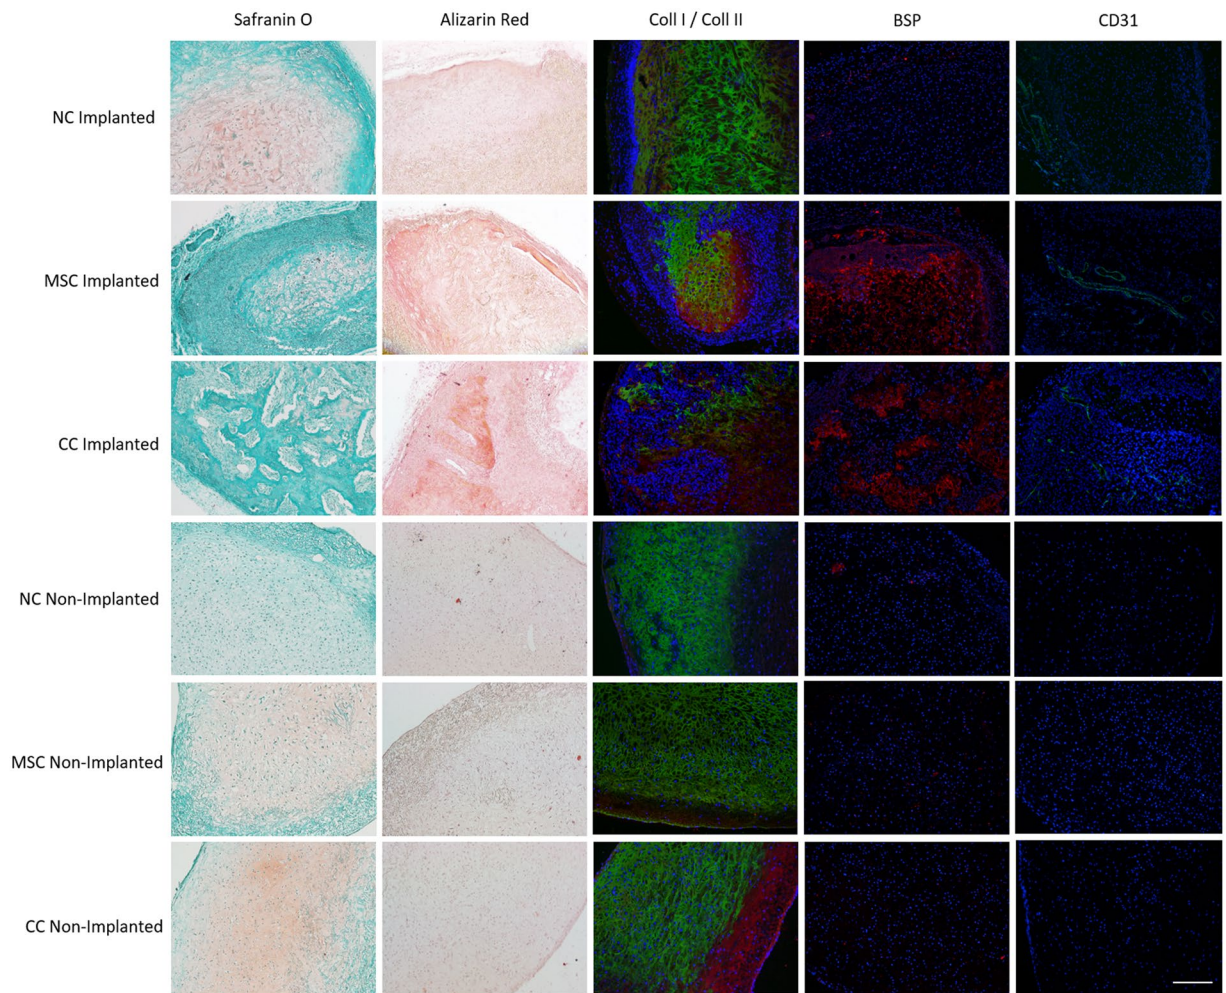 Safranin O
Alizarin Red
Coll I / Coll II
BSP
CD31
NC Implanted
MSC Implanted
CC Implanted
NC Non-Implanted
MSC Non-Implanted
CC Non-Implanted